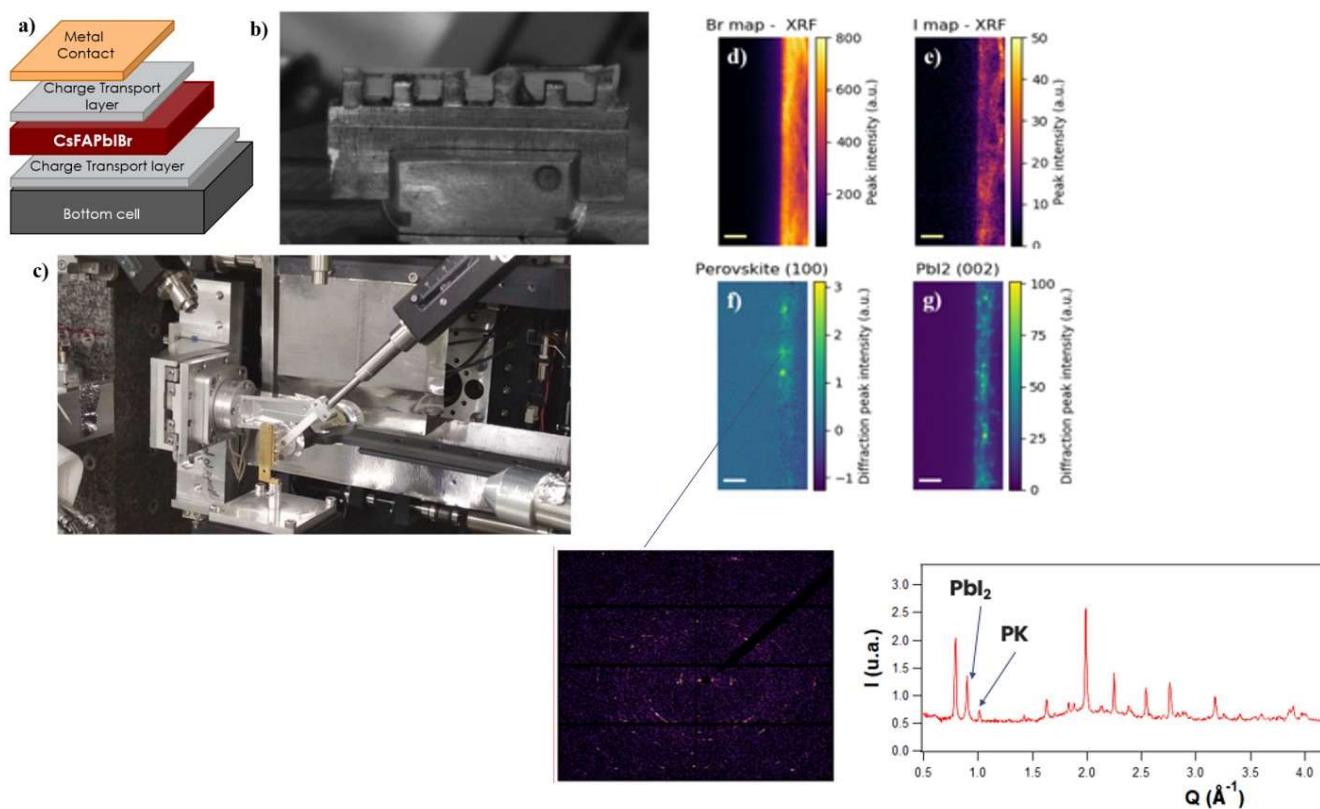 a)
Metal
Contact
Charge Transport
layer
CsFAPbIBr
Charge Transport layer
Bottom cell
b)
c)
Br map - XRF
d)
800
600
400
200
Peak intensity (a.u.)
I map - XRF
e)
50
40
30
20
10
0
Peak intensity (a.u.)
Perovskite (100)
f)
3
2
1
0
−1
Diffraction peak intensity (a.u.)
PbI2 (002)
g)
100
75
50
25
0
Diffraction peak intensity (a.u.)
PbI₂
PK
I (u.a.)
3.0
2.5
2.0
1.5
1.0
0.5
0.0
0.5 1.0 1.5 2.0 2.5 3.0 3.5 4.0
Q (Å⁻¹)